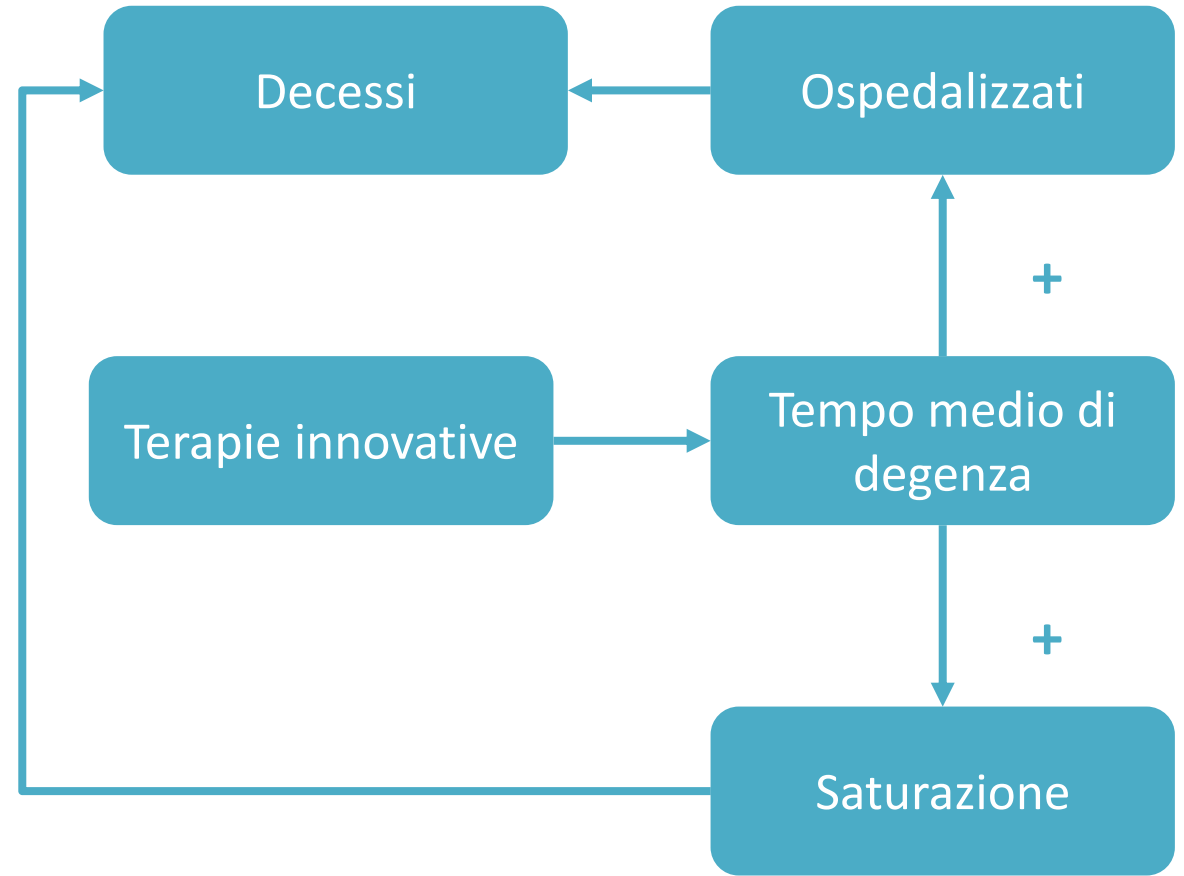 Decessi
Ospedalizzati
+
Terapie innovative
Tempo medio di
degenza
+
Saturazione